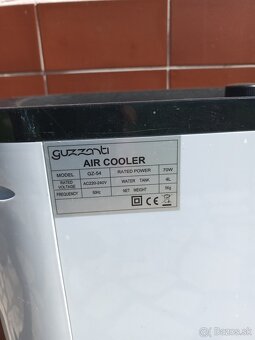 guzzanti
AIR COOLER
MODEL GZ-54 RATED POWER 70W
RATED VOLTAGE AC220-240V WATER TANK 4L
FREQUENCY 50Hz NET WEIGHT 5Kg
CE
© Bazos.sk